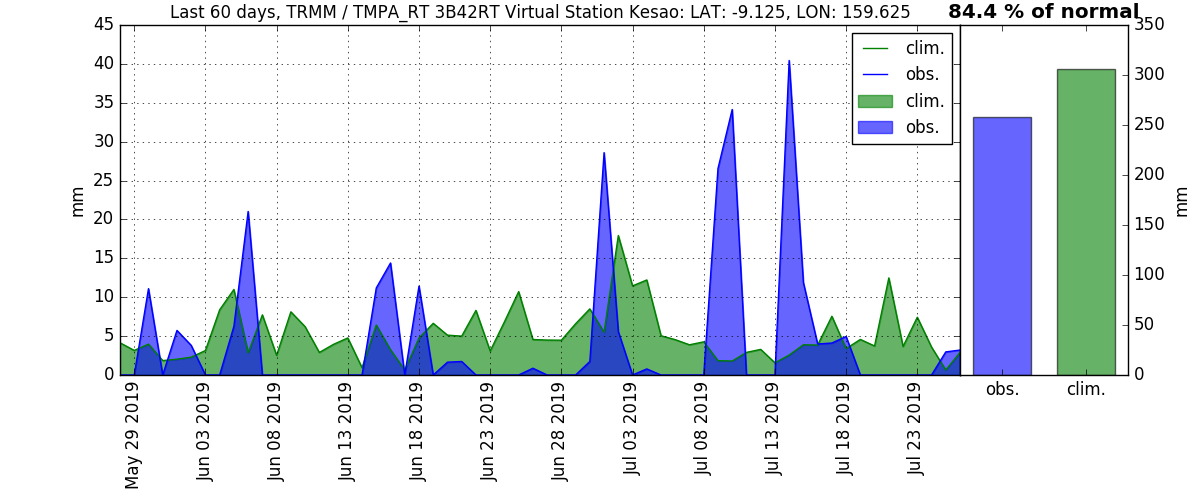 Last 60 days, TRMM / TMPA_RT 3B42RT Virtual Station Kesao: LAT: -9.125, LON: 159.625
84.4 % of normal
45
40
35
30
25
20
15
10
5
0
mm
clim.
obs.
clim.
obs.
350
300
250
200
150
100
50
0
mm
obs.
clim.
May 29 2019
Jun 03 2019
Jun 08 2019
Jun 13 2019
Jun 18 2019
Jun 23 2019
Jun 28 2019
Jul 03 2019
Jul 08 2019
Jul 13 2019
Jul 18 2019
Jul 23 2019